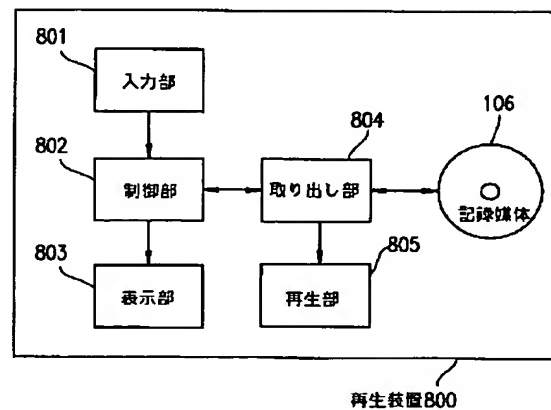 801
入力部
802
制御部
804
取り出し部
106
記録媒体
803
表示部
805
再生部
再生装置800